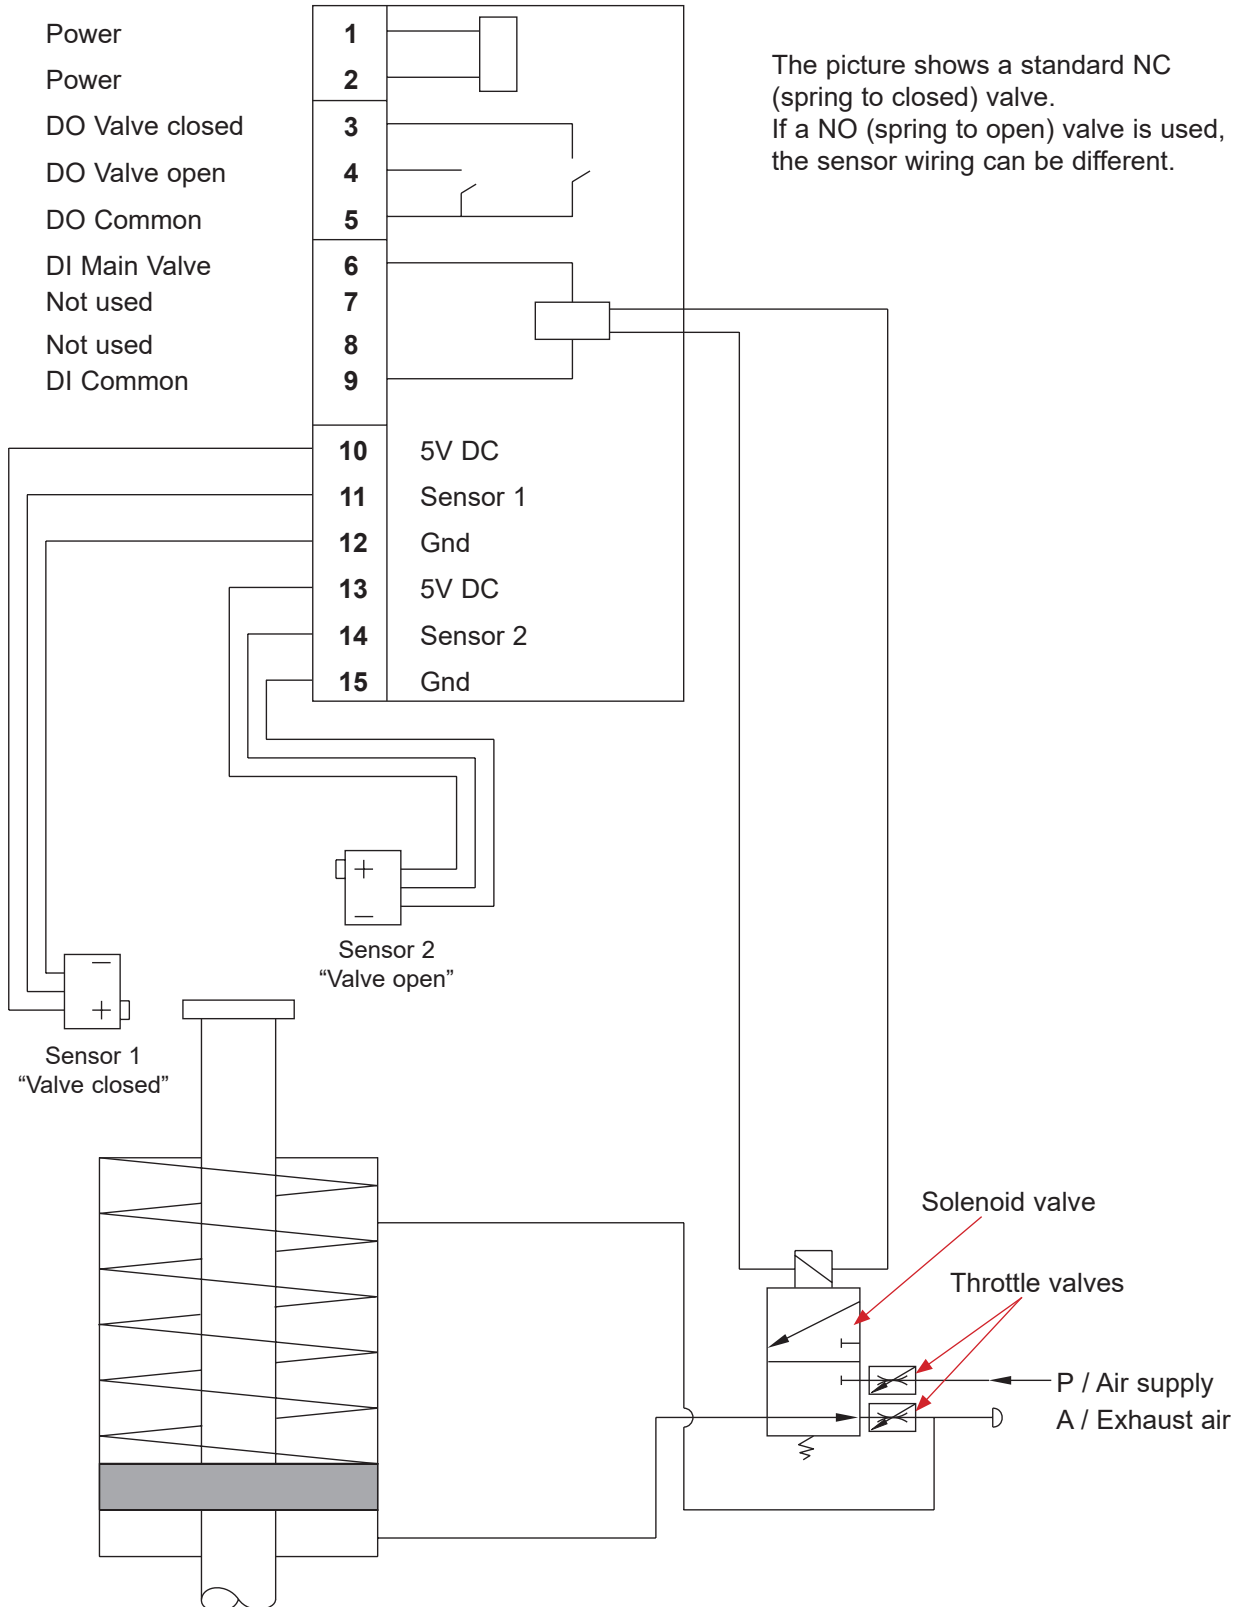 Power 1
Power 2
DO Valve closed 3
DO Valve open 4
DO Common 5
DI Main Valve 6
Not used 7
Not used 8
DI Common 9
10 5V DC
11 Sensor 1
12 Gnd
13 5V DC
14 Sensor 2
15 Gnd
The picture shows a standard NC
(spring to closed) valve.
If a NO (spring to open) valve is used,
the sensor wiring can be different.
+
–
Sensor 2
“Valve open”
–
+
Sensor 1
“Valve closed”
Solenoid valve
Throttle valves
P / Air supply
A / Exhaust air